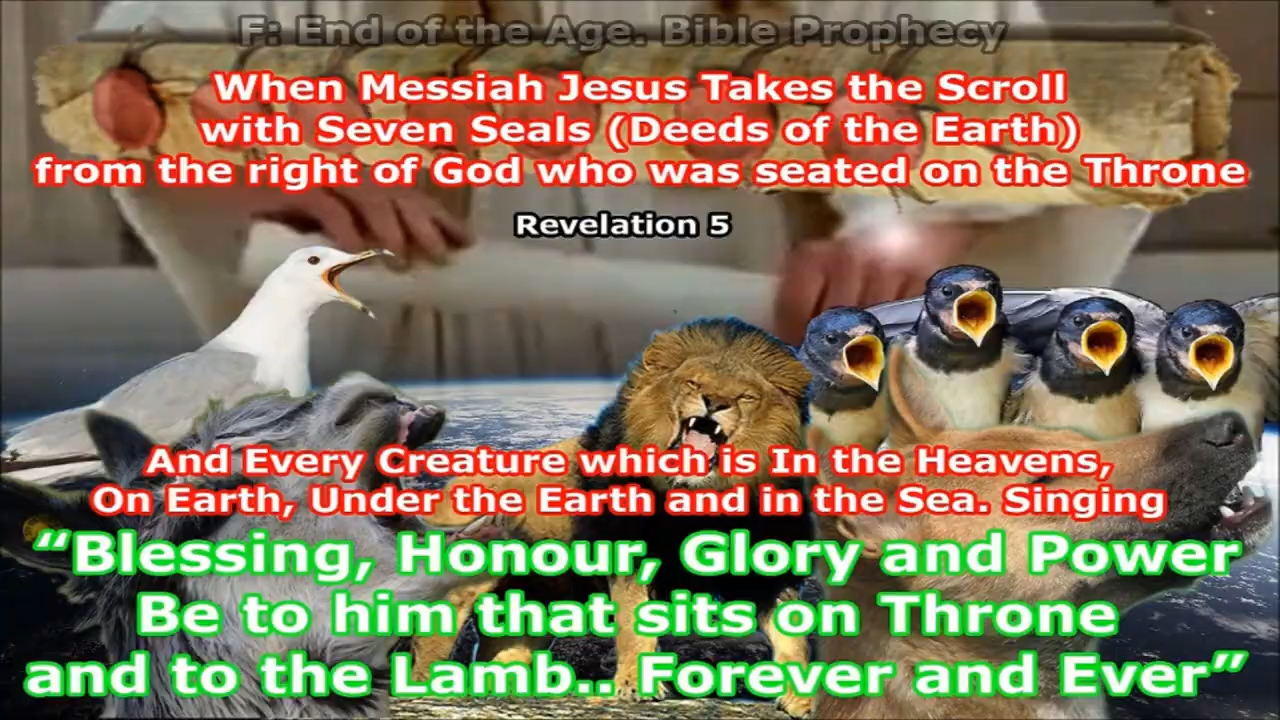 F: End of the Age. Bible Prophecy
When Messiah Jesus Takes the Scroll
with Seven Seals (Deeds of the Earth)
from the right of God who was seated on the Throne
Revelation 5
And Every Creature which is In the Heavens,
On Earth, Under the Earth and in the Sea. Singing
“Blessing, Honour, Glory and Power
Be to him that sits on Throne
and to the Lamb.. Forever and Ever”